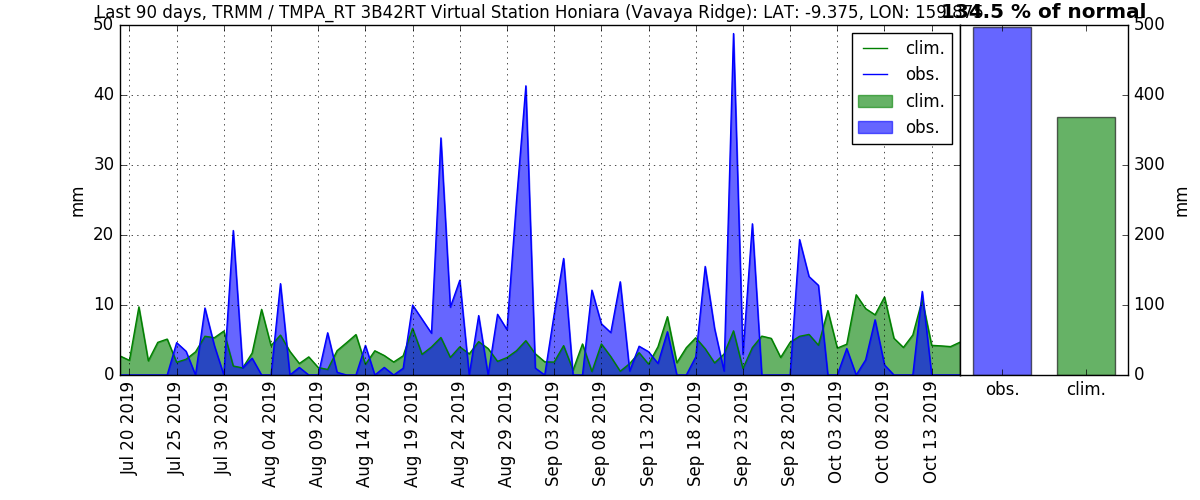 Last 90 days, TRMM / TMPA_RT 3B42RT Virtual Station Honiara (Vavaya Ridge): LAT: -9.375, LON:
134.5 % of normal
50
40
30
20
10
0
mm
clim.
obs.
clim.
obs.
500
400
300
200
100
0
mm
obs.
clim.
Jul 20 2019
Jul 25 2019
Jul 30 2019
Aug 04 2019
Aug 09 2019
Aug 14 2019
Aug 19 2019
Aug 24 2019
Aug 29 2019
Sep 03 2019
Sep 08 2019
Sep 13 2019
Sep 18 2019
Sep 23 2019
Sep 28 2019
Oct 03 2019
Oct 08 2019
Oct 13 2019